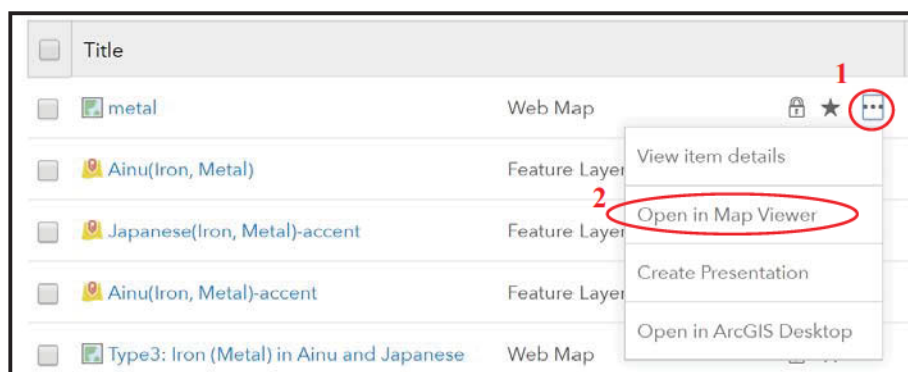 Title
1
metal Web Map
View item details
Ainu(Iron, Metal) Feature Layer
2
Open in Map Viewer
Japanese(Iron, Metal)-accent Feature Layer
Create Presentation
Ainu(Iron, Metal)-accent Feature Layer
Open in ArcGIS Desktop
Type3: Iron (Metal) in Ainu and Japanese Web Map